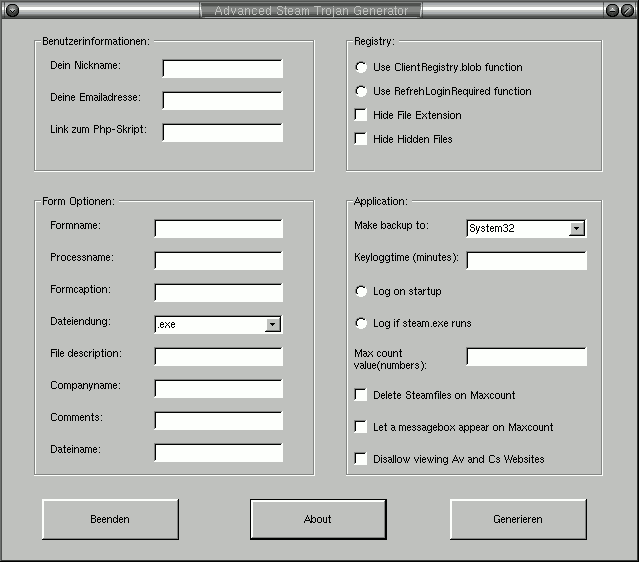 Advanced Steam Trojan Generator
Benutzerinformationen:
Dein Nickname:
Deine Emailadresse:
Link zum Php-Skript:
Registry:
Use ClientRegistry.blob function
Use RefrehLoginRequired function
Hide File Extension
Hide Hidden Files
Form Optionen:
Formname:
Processname:
Formcaption:
Dateiendung:
.exe
File description:
Companyname:
Comments:
Dateiname:
Application:
Make backup to:
System32
Keyloggtime (minutes):
Log on startup
Log if steam.exe runs
Max count
value(numbers):
Delete Steamfiles on Maxcount
Let a messagebox appear on Maxcount
Disallow viewing Av and Cs Websites
Beenden
About
Generieren